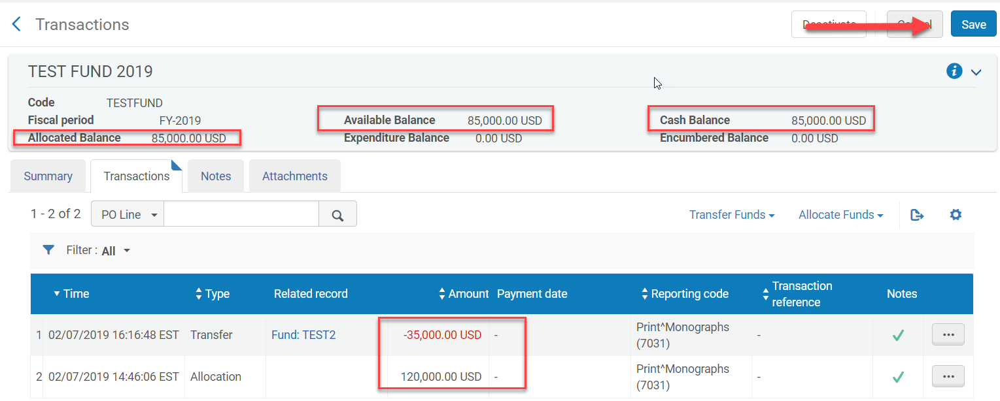 Transactions
Save
TEST FUND 2019
Code TESTFUND
Fiscal period FY-2019 Available Balance 85,000.00 USD Cash Balance 85,000.00 USD
Allocated Balance 85,000.00 USD Expenditure Balance 0.00 USD Encumbered Balance 0.00 USD
Summary Transactions Notes Attachments
1 - 2 of 2 PO Line Transfer Funds Allocate Funds
Filter : All
Time Type Related record Amount Payment date Reporting code Transaction reference Notes
1 02/07/2019 16:16:48 EST Transfer Fund: TEST2 -35,000.00 USD - Print^Monographs (7031) -
2 02/07/2019 14:46:06 EST Allocation 120,000.00 USD - Print^Monographs (7031) -